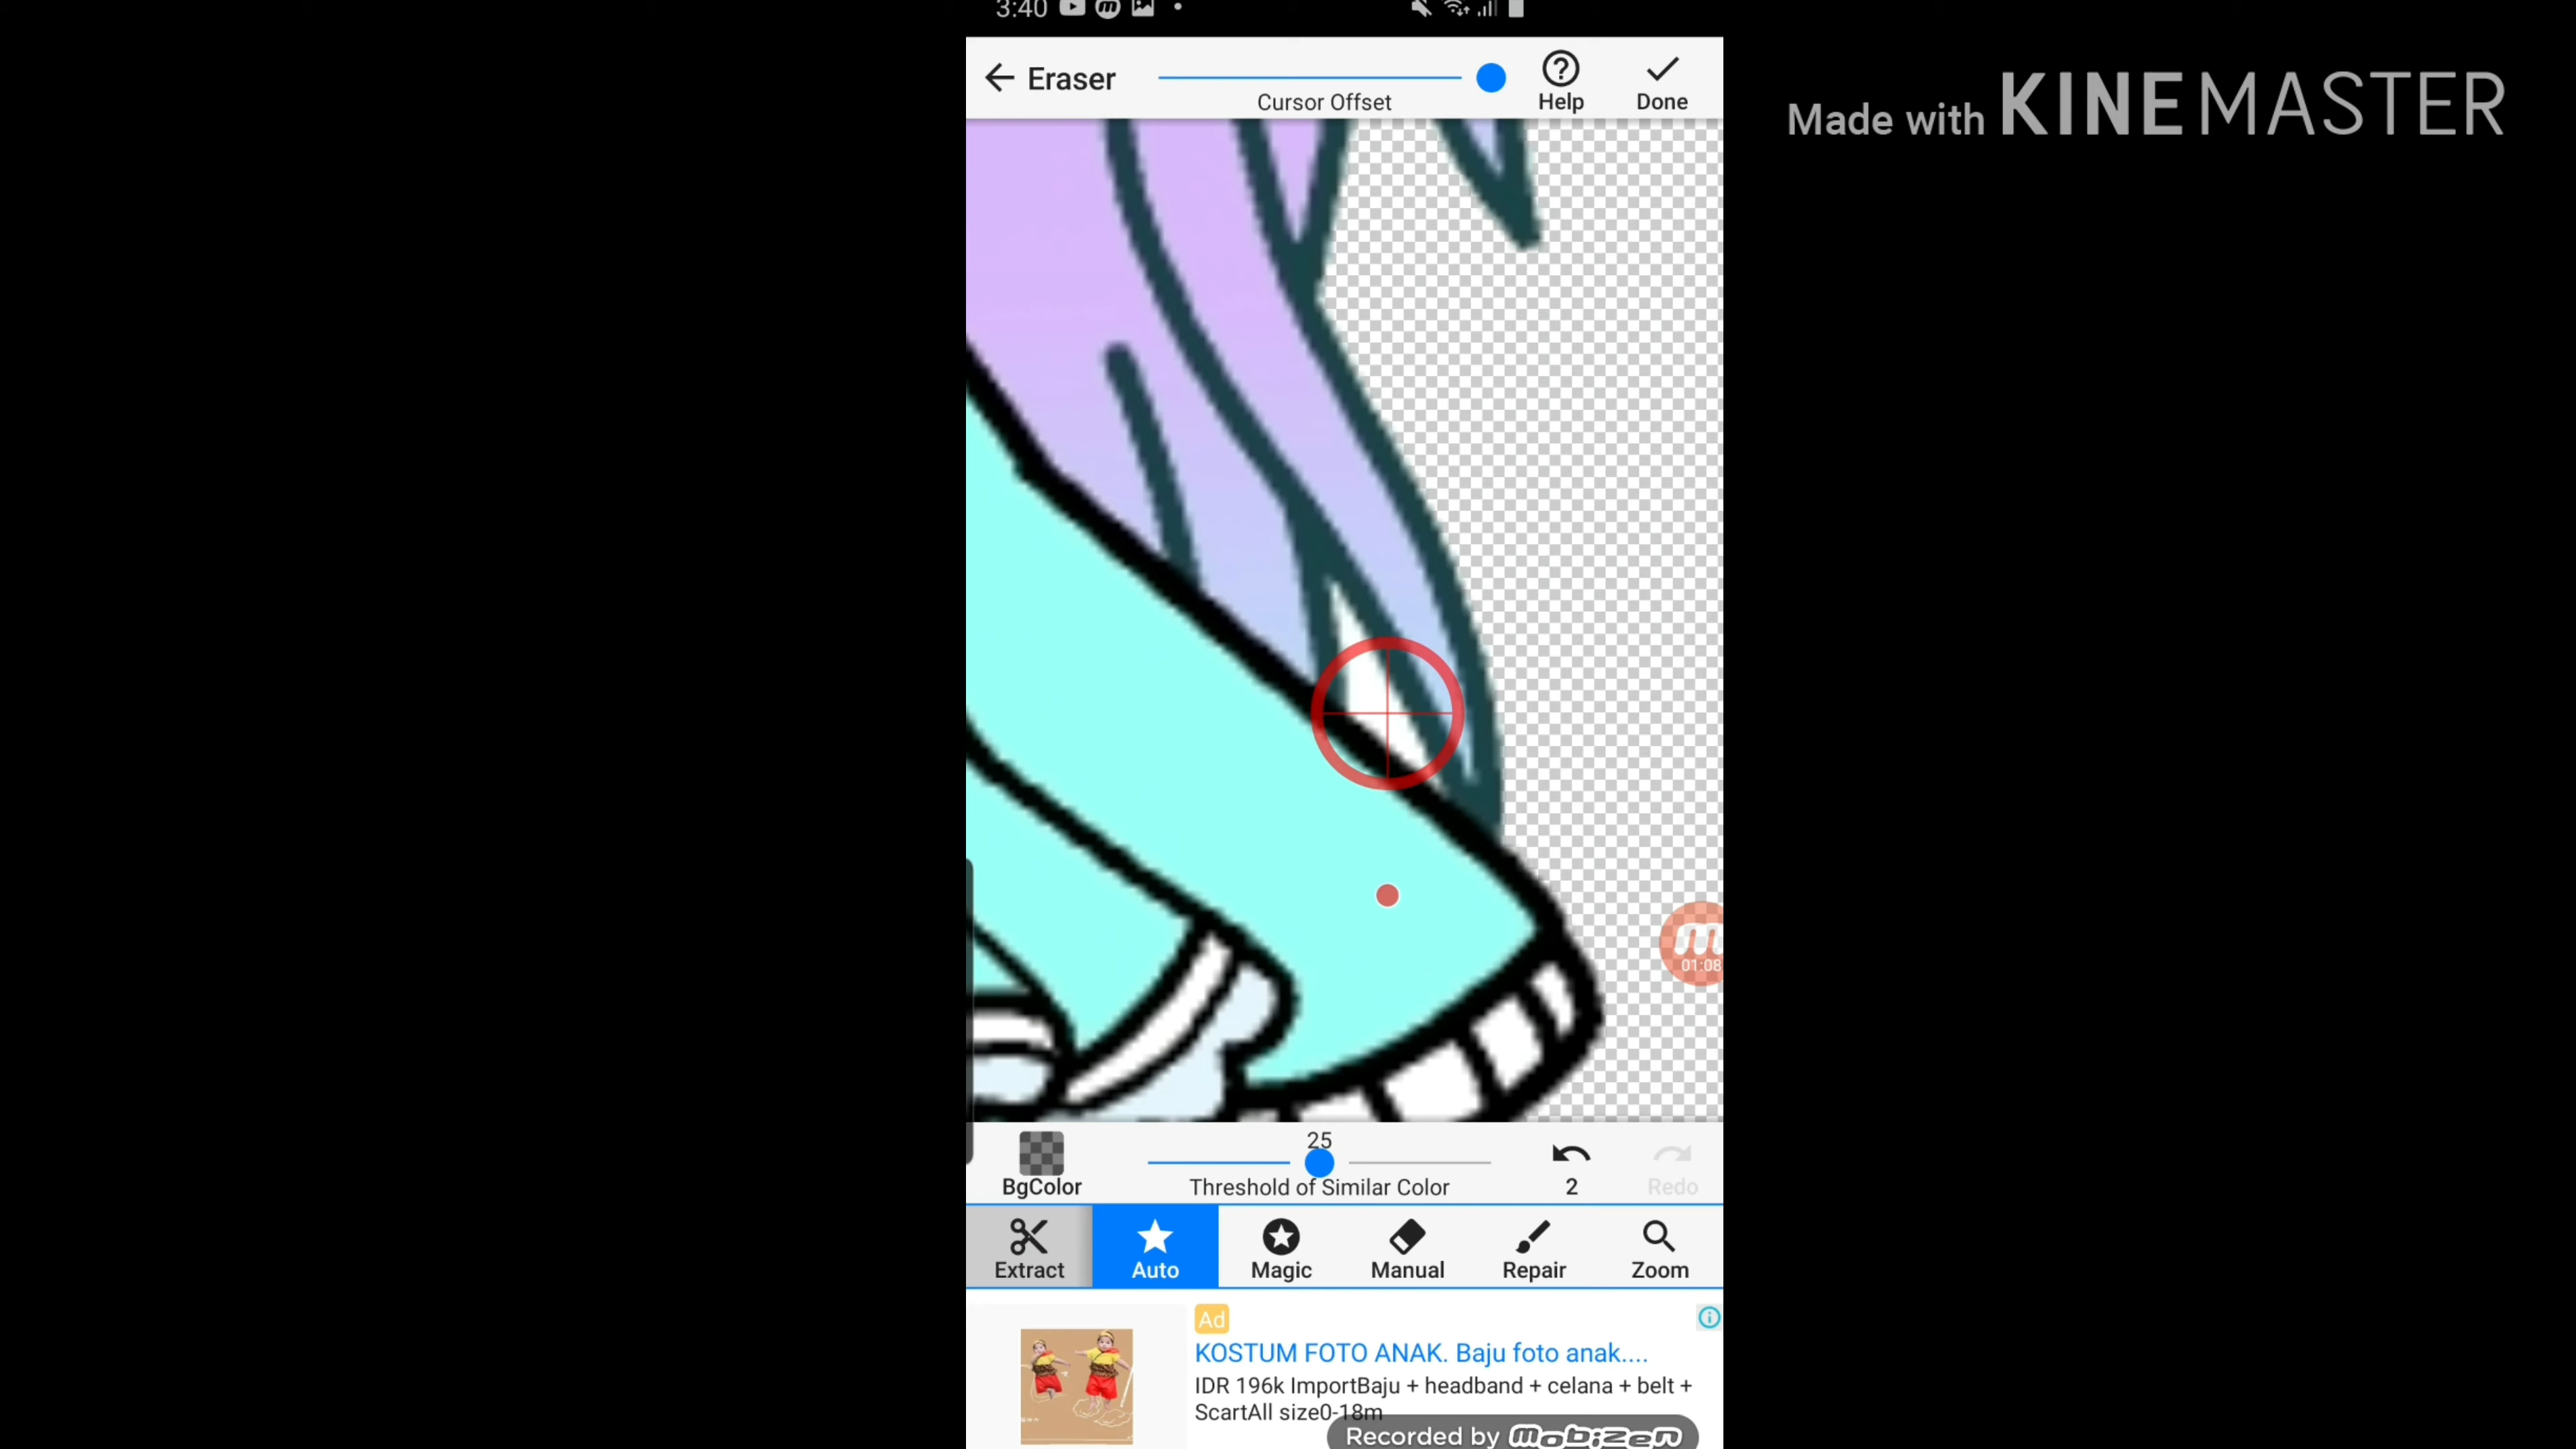 3:40
Made with KINEMASTER
Eraser
Cursor Offset
Help
Done
01:08
25
BgColor
Threshold of Similar Color
2
Redo
Extract
Auto
Magic
Manual
Repair
Zoom
Ad
KOSTUM FOTO ANAK. Baju foto anak....
IDR 196k ImportBaju + headband + celana + belt +
ScartAll size0-18m
Recorded by mobizen